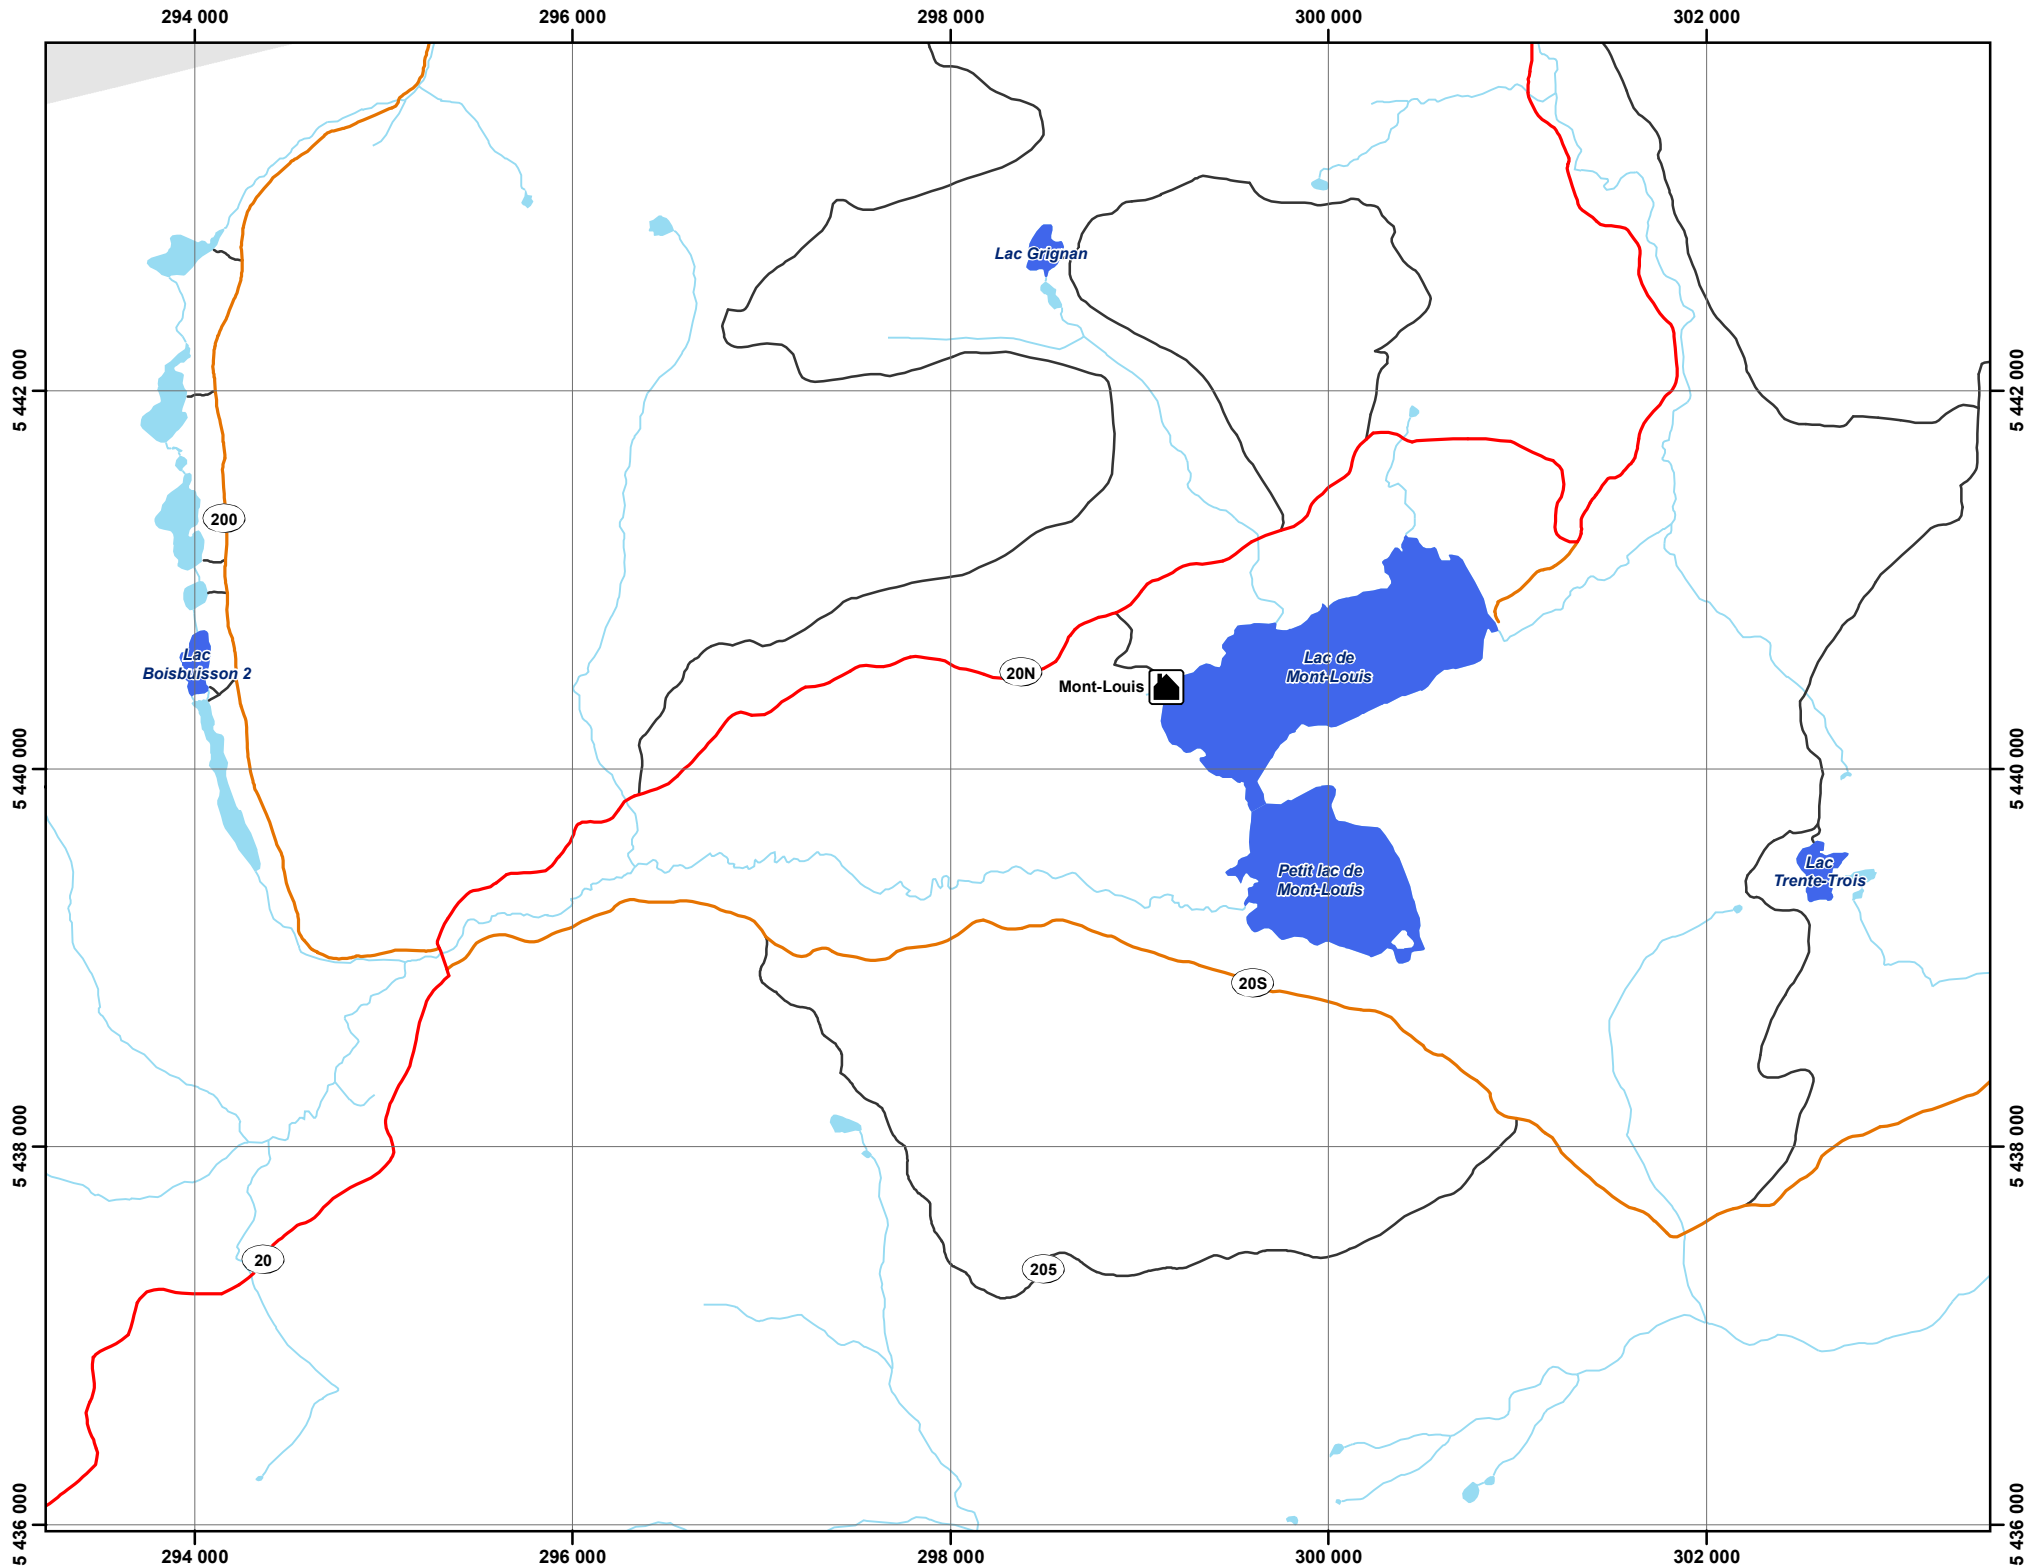 294 000
296 000
298 000
300 000
302 000
Lac Grignan
5 442 000
5 442 000
200
Lac
Boisbuisson 2
20N
Mont-Louis
Lac de
Mont-Louis
5 440 000
5 440 000
Petit lac de
Mont-Louis
Lac
Trente-Trois
20S
5 438 000
5 438 000
20
205
5 436 000
5 436 000
294 000
296 000
298 000
300 000
302 000